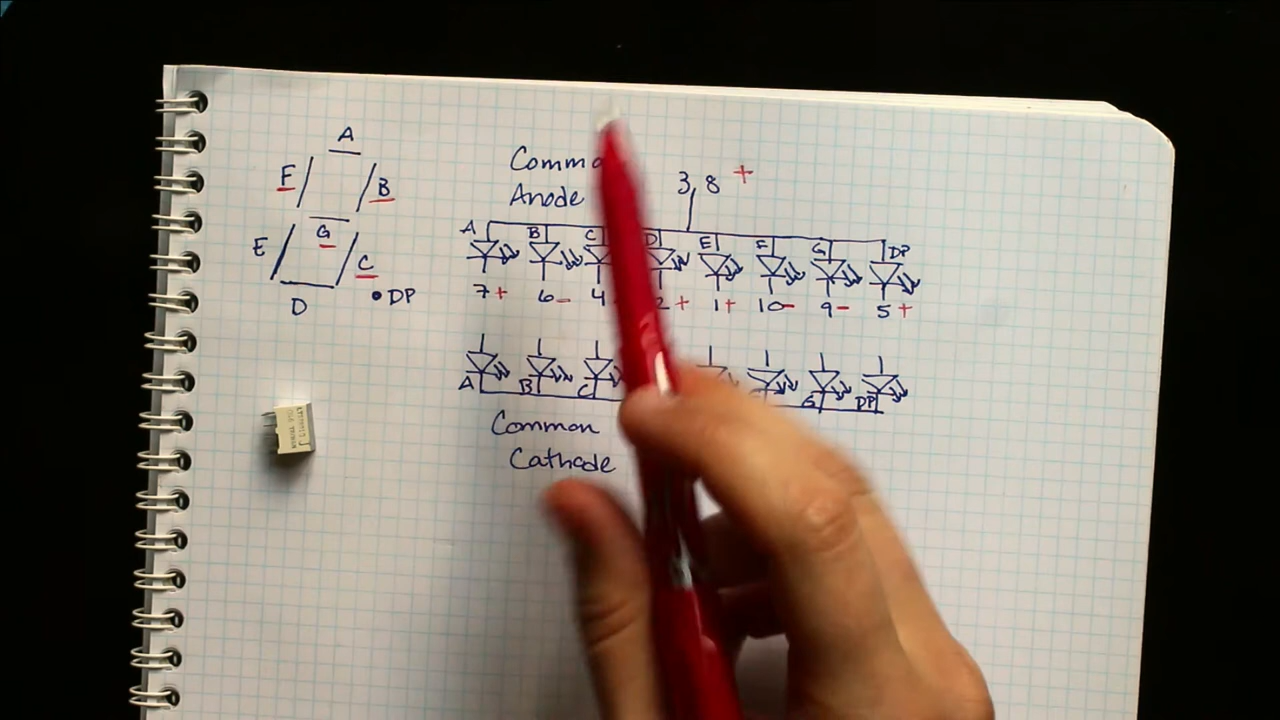 A
F
B
G
E
C
D
DP
Anode
3,8 +
A B C D E F G DP
7+ 6- 4 2+ 1+ 10- 9- 5+
A B C G DP
Common
Cathode